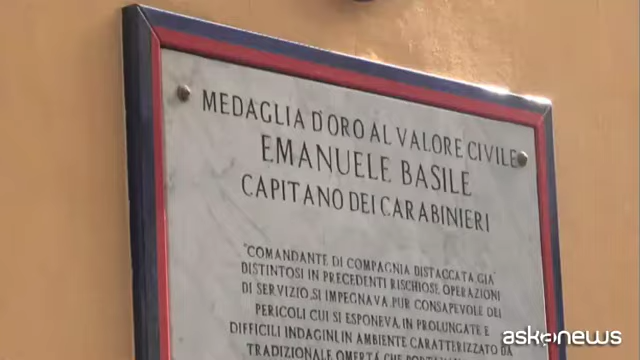 MEDAGLIA D'ORO AL VALORE CIVILE
EMANUELE BASILE
CAPITANO DEI CARABINIERI
"COMANDANTE DI COMPAGNIA DISTACCATA, GIA'
DISTINTOSI IN PRECEDENTI RISCHIOSE OPERAZIONI
DI SERVIZIO, SI IMPEGNAVA, PUR CONSAPEVOLE DEI
PERICOLI CUI SI ESPONEVA, IN PROLUNGATE E
DIFFICILI INDAGINI, IN AMBIENTE CARATTERIZZATO DA
TRADIZIONALE OMERTÀ CHE
askanews